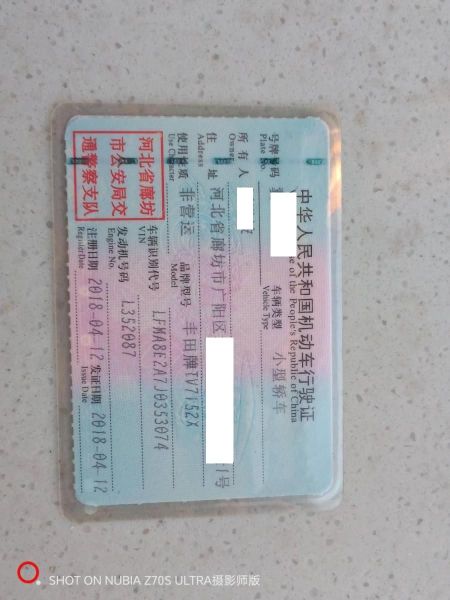 中华人民共和国机动车行驶证
le of the People's Republic of China
号牌号码
Plate No.
车辆类型 小型轿车
Vehicle Type
所有人
Owner
住 址 河北省廊坊市广阳区 号
Address
使用性质 非营运 品牌型号 丰田牌TV7152X
Use Character Model
河北省廊坊
市公安局交
通警察支队
车辆识别代号 LFMA8E2A7J0353074
VIN
发动机号码 L352087
Engine No.
注册日期 2018-04-12 发证日期 2018-04-12
Register Date Issue Date
SHOT ON NUBIA Z70S ULTRA摄影师版